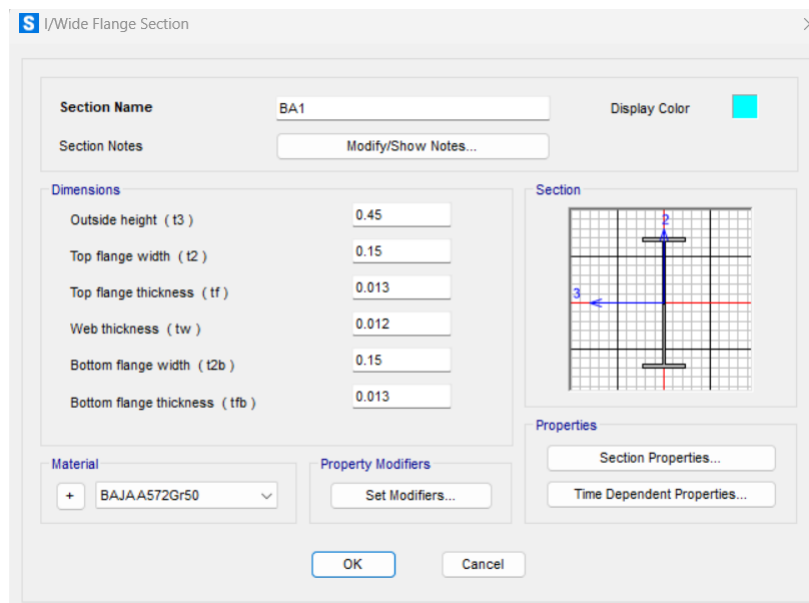 S I/Wide Flange Section
Section Name BA1 Display Color
Section Notes Modify/Show Notes...
Dimensions
Outside height ( t3 ) 0.45
Top flange width ( t2 ) 0.15
Top flange thickness ( tf ) 0.013
Web thickness ( tw ) 0.012
Bottom flange width ( t2b ) 0.15
Bottom flange thickness ( tfb ) 0.013
Section
2
3
Material
+ BAJAA572Gr50
Property Modifiers
Set Modifiers...
Properties
Section Properties...
Time Dependent Properties...
OK Cancel